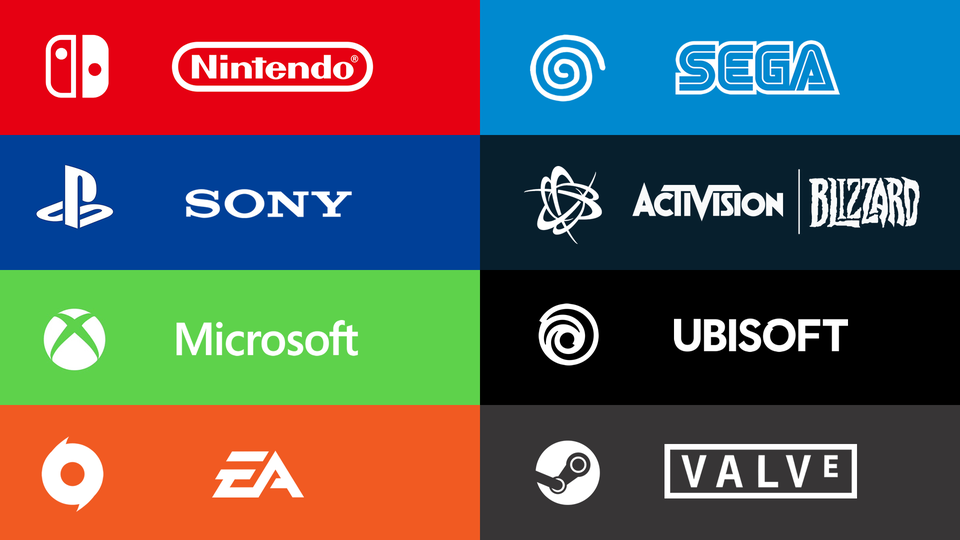 Nintendo®
SEGA
SONY
ACTIVISION | BLIZZARD
Microsoft
UBISOFT
EA
VALVE